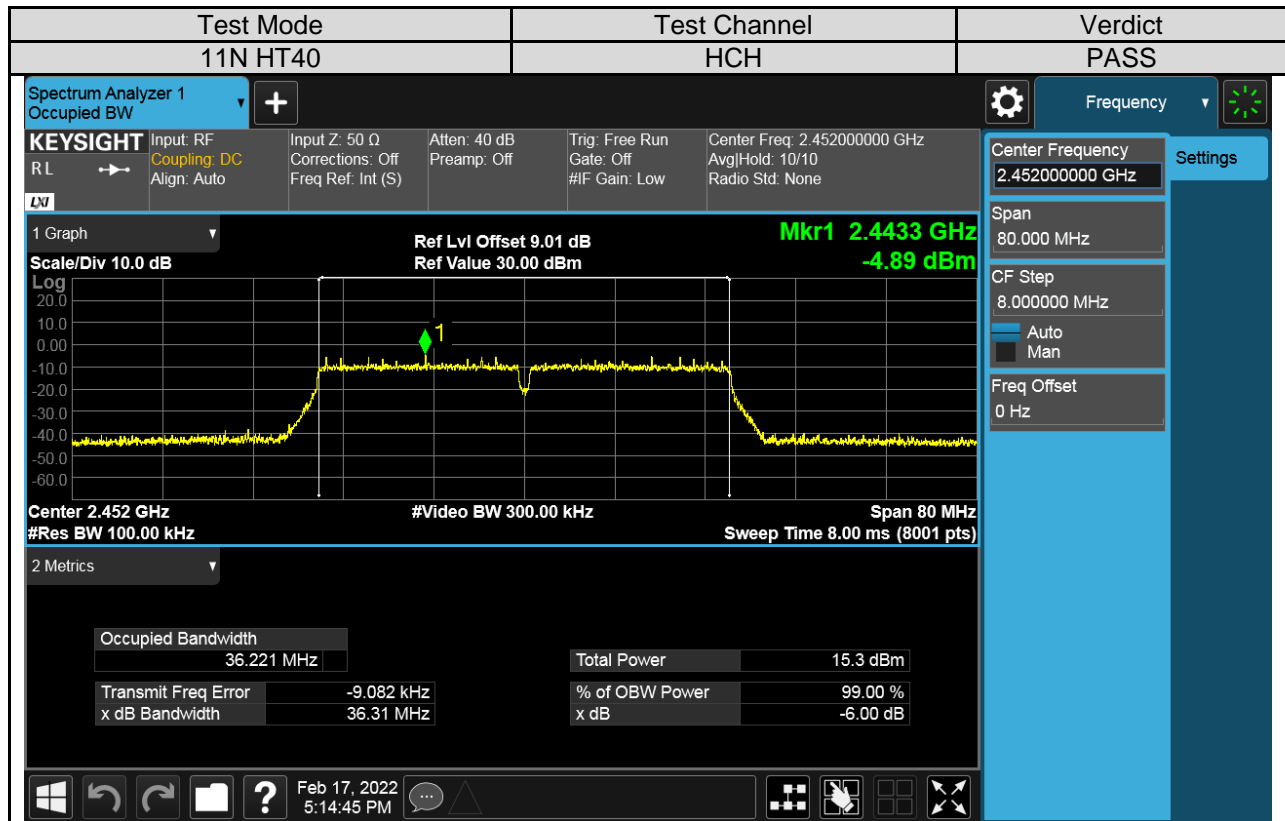 Test Mode Test Channel Verdict
11N HT40 HCH PASS
Spectrum Analyzer 1
Occupied BW
+
Frequency
KEYSIGHT Input: RF Input Z: 50 Ω Atten: 40 dB Trig: Free Run Center Freq: 2.452000000 GHz
R L Coupling: DC Corrections: Off Preamp: Off Gate: Off Avg|Hold: 10/10
Align: Auto Freq Ref: Int (S) #IF Gain: Low Radio Std: None
LXI
Center Frequency
2.452000000 GHz
Settings
Span
80.000 MHz
CF Step
8.000000 MHz
Auto
Man
Freq Offset
0 Hz
1 Graph Ref Lvl Offset 9.01 dB Mkr1 2.4433 GHz
Scale/Div 10.0 dB Ref Value 30.00 dBm -4.89 dBm
Log
20.0
10.0
1
0.00
-10.0
-20.0
-30.0
-40.0
-50.0
-60.0
Center 2.452 GHz #Video BW 300.00 kHz Span 80 MHz
#Res BW 100.00 kHz Sweep Time 8.00 ms (8001 pts)
2 Metrics
Occupied Bandwidth
36.221 MHz Total Power 15.3 dBm
Transmit Freq Error -9.082 kHz % of OBW Power 99.00 %
x dB Bandwidth 36.31 MHz x dB -6.00 dB
? Feb 17, 2022
5:14:45 PM